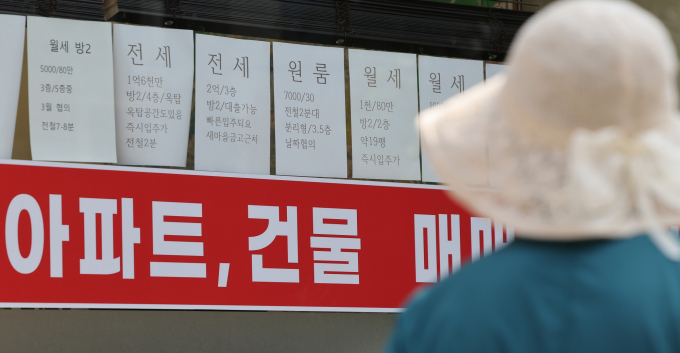 월세 방2
5000/80만
3층/5층중
3월 협의
전철7-8분
전세
1억6천만
방2/4층/옥탑
옥탑공간도있음
즉시입주
전철2분
전세
2억/3층
방2/대출가능
빠른입주되요
새마을금고근처
원룸
7000/30
전철2분대
분리형/3.5층
날짜협의
월세
1천/80만
방2/2층
약19평
즉시입주가
월세
아파트, 건물 매매